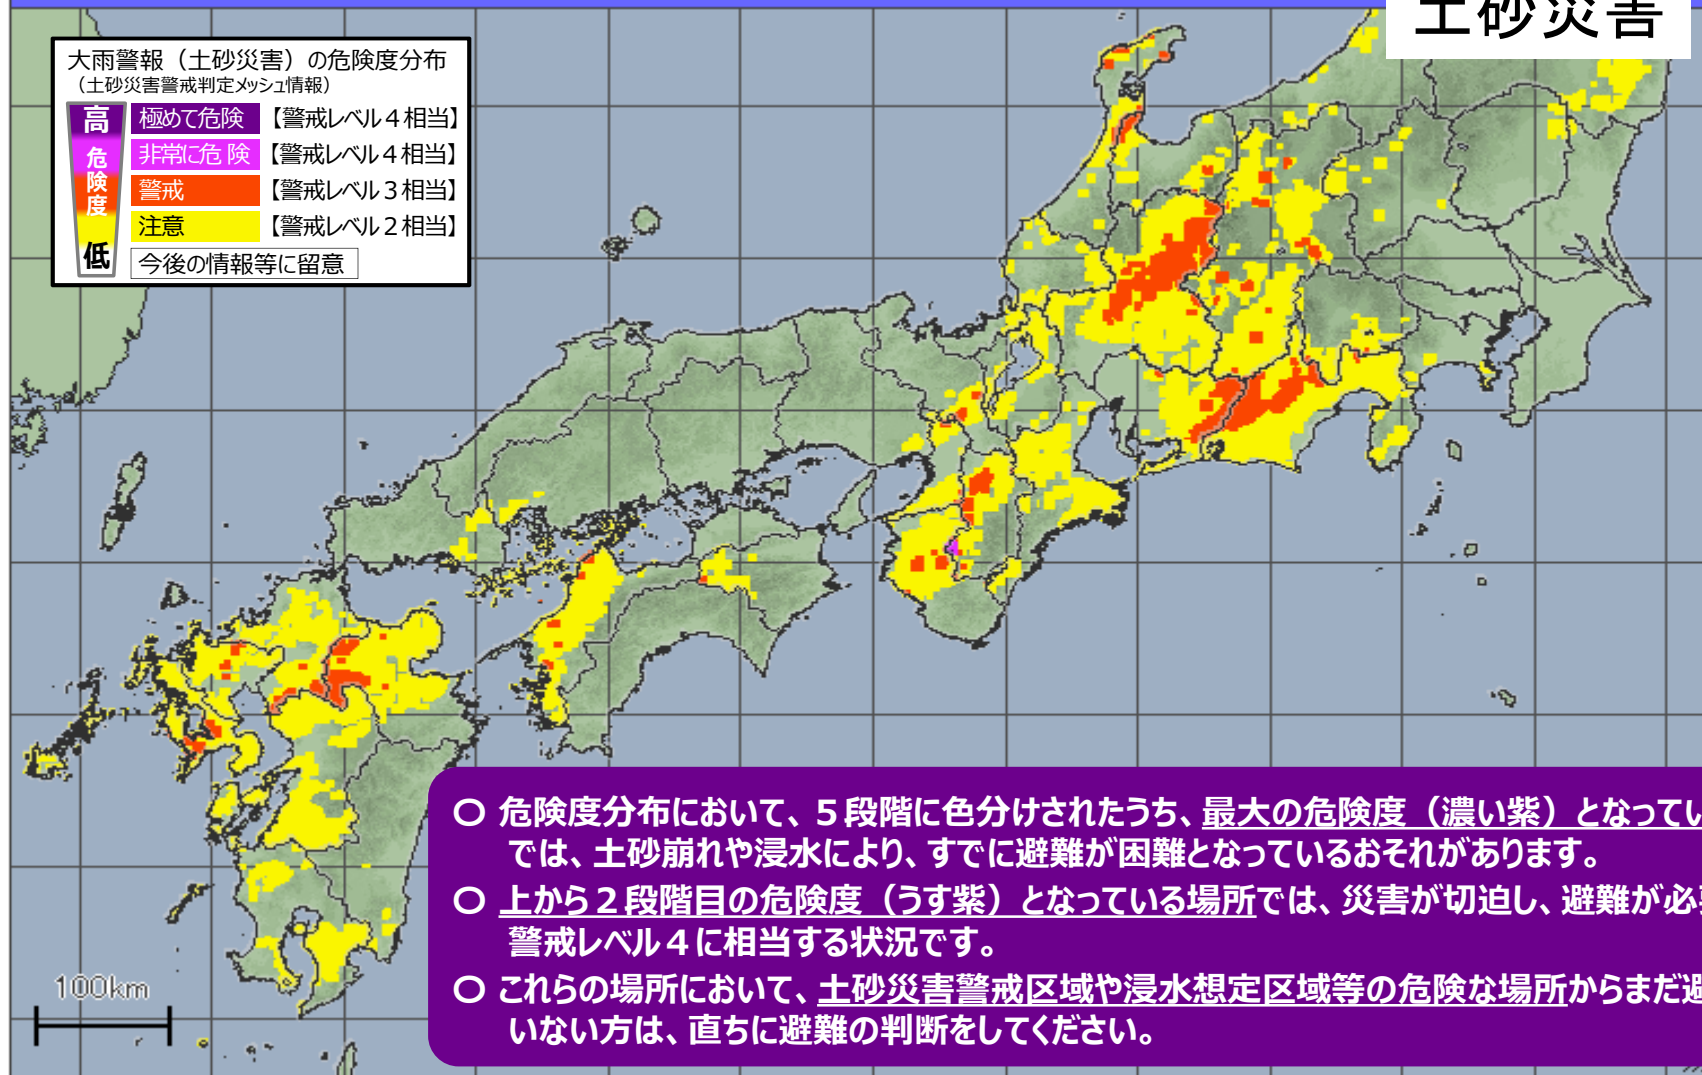 土砂災害
大雨警報（土砂災害）の危険度分布
（土砂災害警戒判定メッシュ情報）
高
危険度
低
極めて危険 【警戒レベル４相当】
非常に危険 【警戒レベル４相当】
警戒 【警戒レベル３相当】
注意 【警戒レベル２相当】
今後の情報等に留意
○ 危険度分布において、５段階に色分けされたうち、最大の危険度（濃い紫）となってい
では、土砂崩れや浸水により、すでに避難が困難となっているおそれがあります。
○ 上から２段階目の危険度（うす紫）となっている場所では、災害が切迫し、避難が必要
警戒レベル４に相当する状況です。
○ これらの場所において、土砂災害警戒区域や浸水想定区域等の危険な場所からまだ避
いない方は、直ちに避難の判断をしてください。
100km